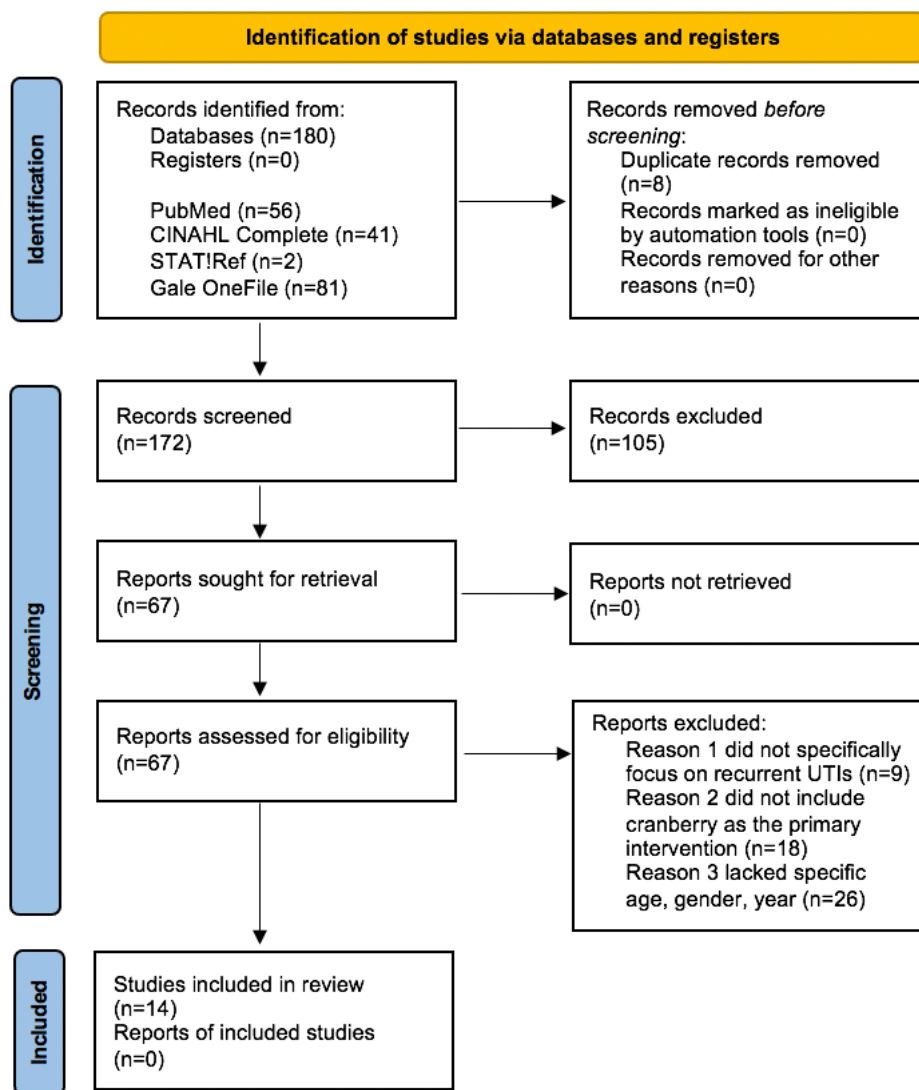 Identification of studies via databases and registers
Identification
Records identified from:
Databases (n=180)
Registers (n=0)
PubMed (n=56)
CINAHL Complete (n=41)
STAT!Ref (n=2)
Gale OneFile (n=81)
Records removed before
screening:
Duplicate records removed
(n=8)
Records marked as ineligible
by automation tools (n=0)
Records removed for other
reasons (n=0)
Screening
Records screened
(n=172)
Records excluded
(n=105)
Reports sought for retrieval
(n=67)
Reports not retrieved
(n=0)
Reports assessed for eligibility
(n=67)
Reports excluded:
Reason 1 did not specifically
focus on recurrent UTIs (n=9)
Reason 2 did not include
cranberry as the primary
intervention (n=18)
Reason 3 lacked specific
age, gender, year (n=26)
Included
Studies included in review
(n=14)
Reports of included studies
(n=0)